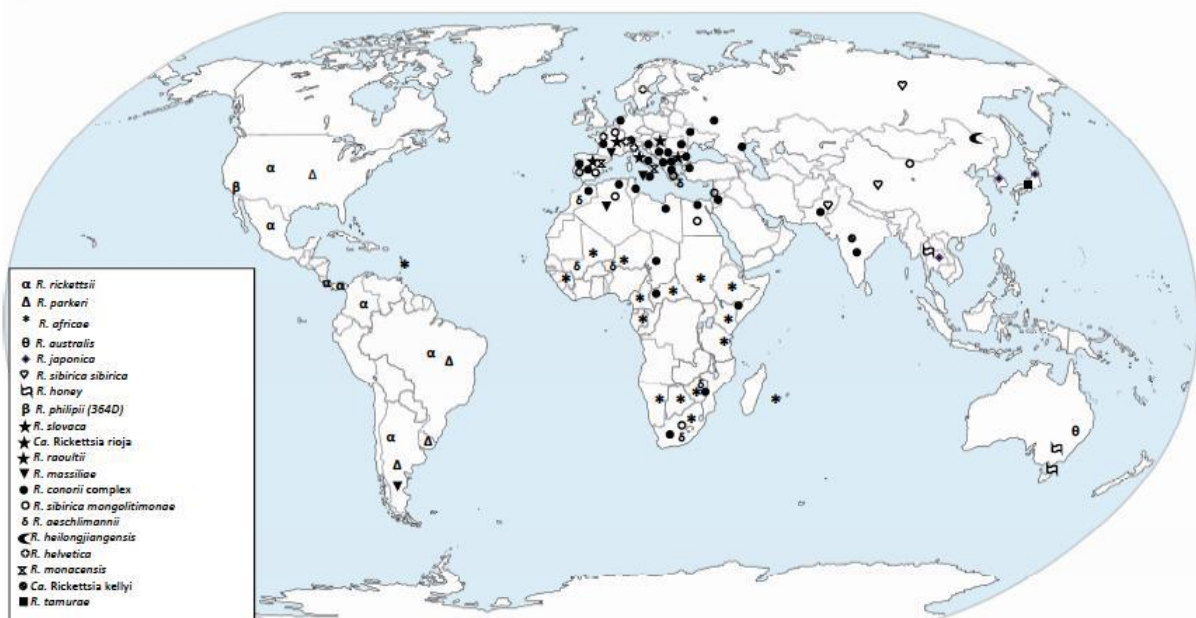 α R. rickettsii
Δ R. parkeri
* R. africae
θ R. australis
R. japonica
R. sibirica sibirica
R. honey
β R. philipii (364D)
★ R. slovaca
★ Ca. Rickettsia rioja
★ R. raoultii
▼ R. massiliae
● R. conorii complex
○ R. sibirica mongolitimonae
δ R. aeschlimannii
R. heilongjiangensis
R. helvetica
R. monacensis
Ca. Rickettsia kellyi
■ R. tamurae